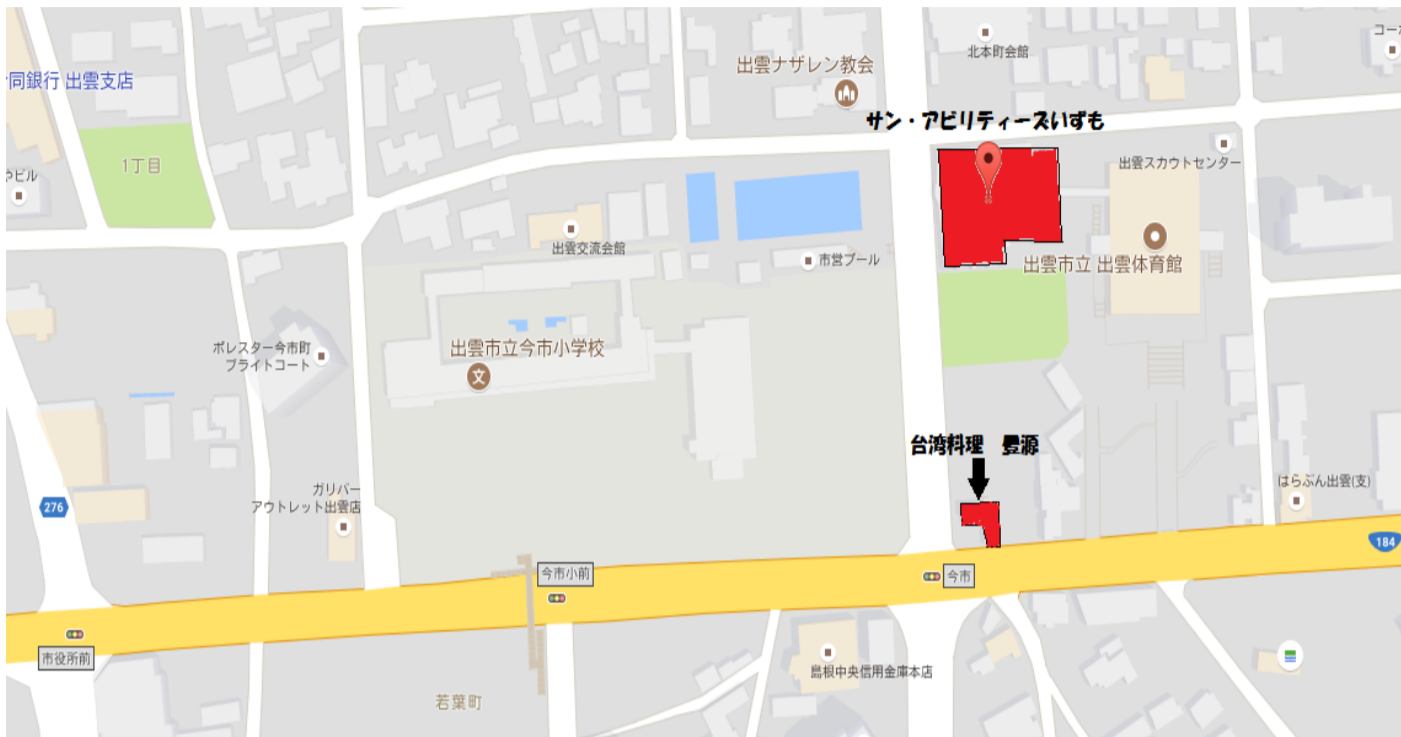 北本町会館
コーポ
出雲ナザレン教会
同銀行 出雲支店
サン・アビリティーズいずも
1丁目
出雲スカウトセンター
やビル
出雲交流会館
市営プール
出雲市立 出雲体育館
ポレスター今市町
ブライトコート
出雲市立今市小学校
文
台湾料理 豊源
ガリバー
アウトレット出雲店
はらぶん出雲(支)
276
184
今市小前
今市
市役所前
島根中央信用金庫本店
若葉町